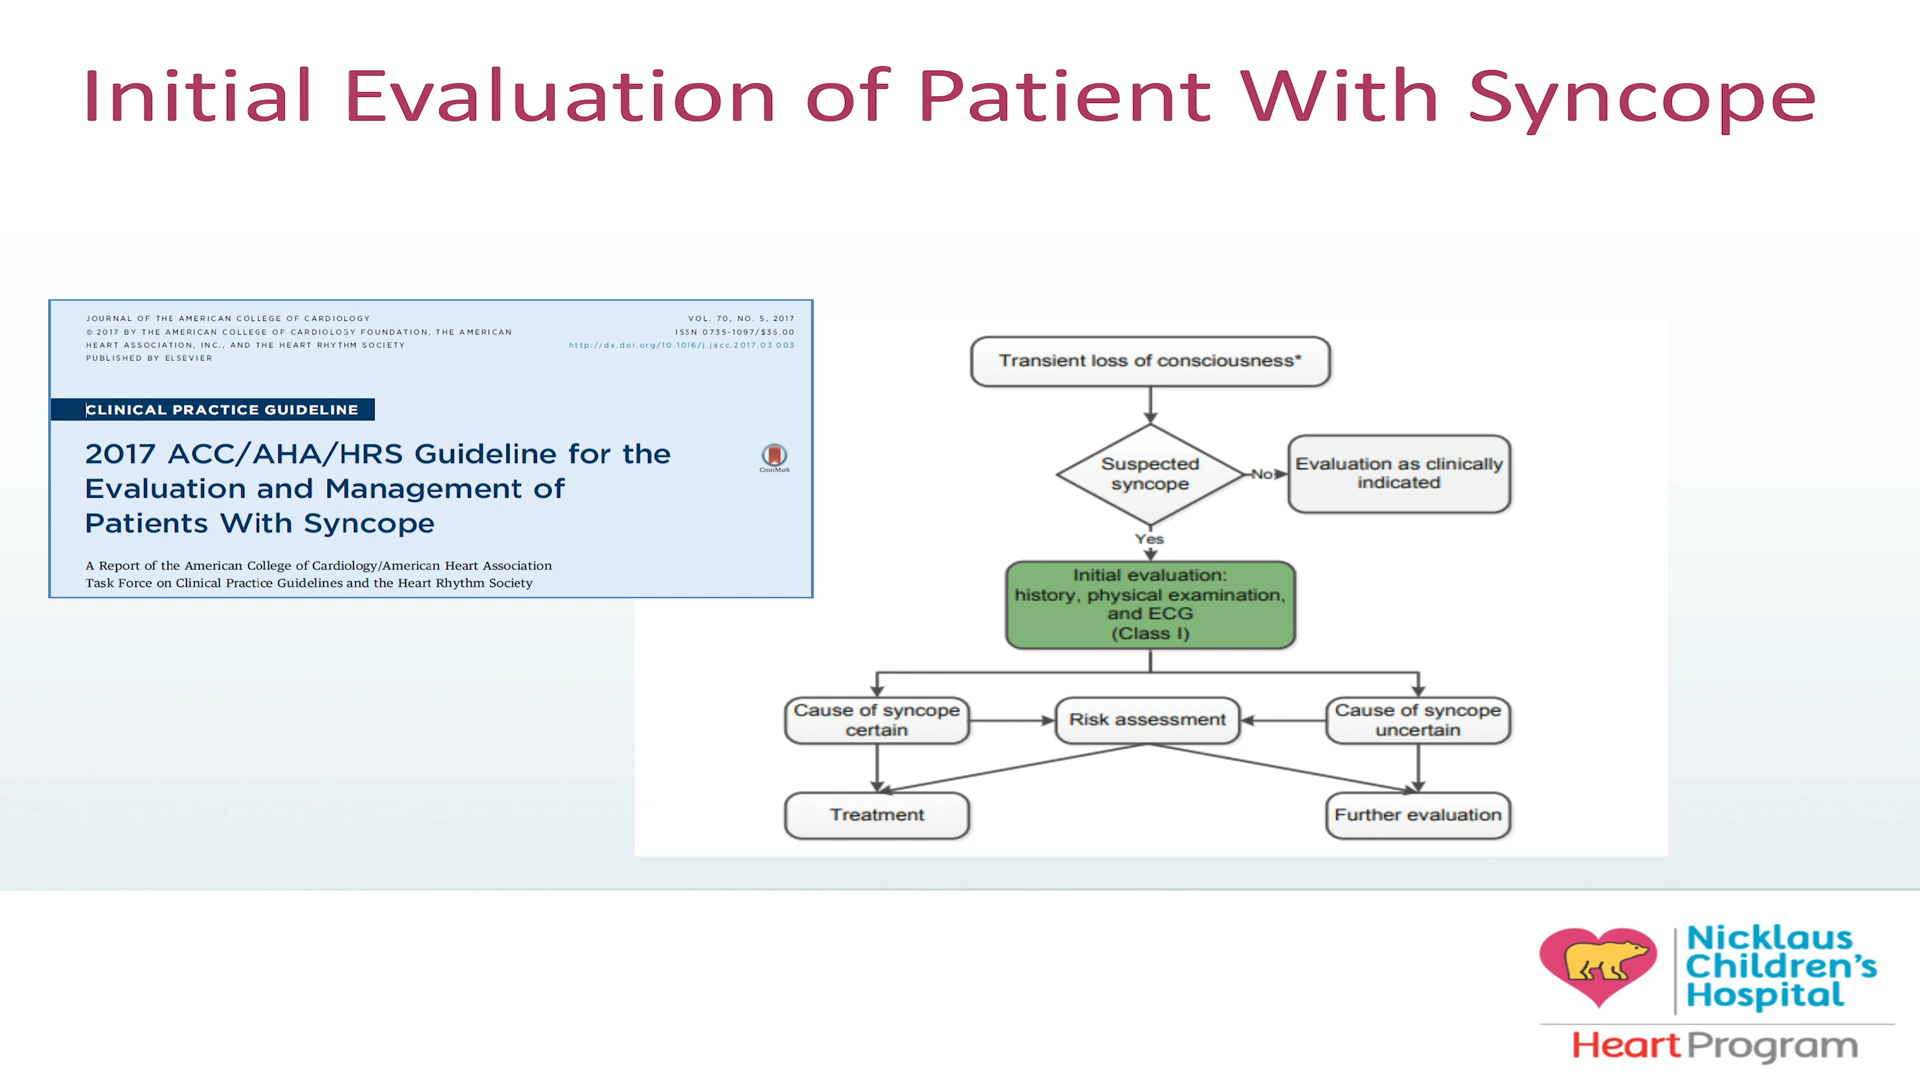 Initial Evaluation of Patient With Syncope
JOURNAL OF THE AMERICAN COLLEGE OF CARDIOLOGY
© 2017 BY THE AMERICAN COLLEGE OF CARDIOLOGY FOUNDATION, THE AMERICAN
HEART ASSOCIATION, INC., AND THE HEART RHYTHM SOCIETY
PUBLISHED BY ELSEVIER
VOL. 70, NO. 5, 2017
ISSN 0735-1097/$36.00
http://dx.doi.org/10.1016/j.jacc.2017.03.003
CLINICAL PRACTICE GUIDELINE
2017 ACC/AHA/HRS Guideline for the
Evaluation and Management of
Patients With Syncope
CrossMark
A Report of the American College of Cardiology/American Heart Association
Task Force on Clinical Practice Guidelines and the Heart Rhythm Society
Transient loss of consciousness*
Suspected
syncope
No
Evaluation as clinically
indicated
Yes
Initial evaluation:
history, physical examination,
and ECG
(Class I)
Cause of syncope
certain
Risk assessment
Cause of syncope
uncertain
Treatment
Further evaluation
Nicklaus
Children's
Hospital
Heart Program